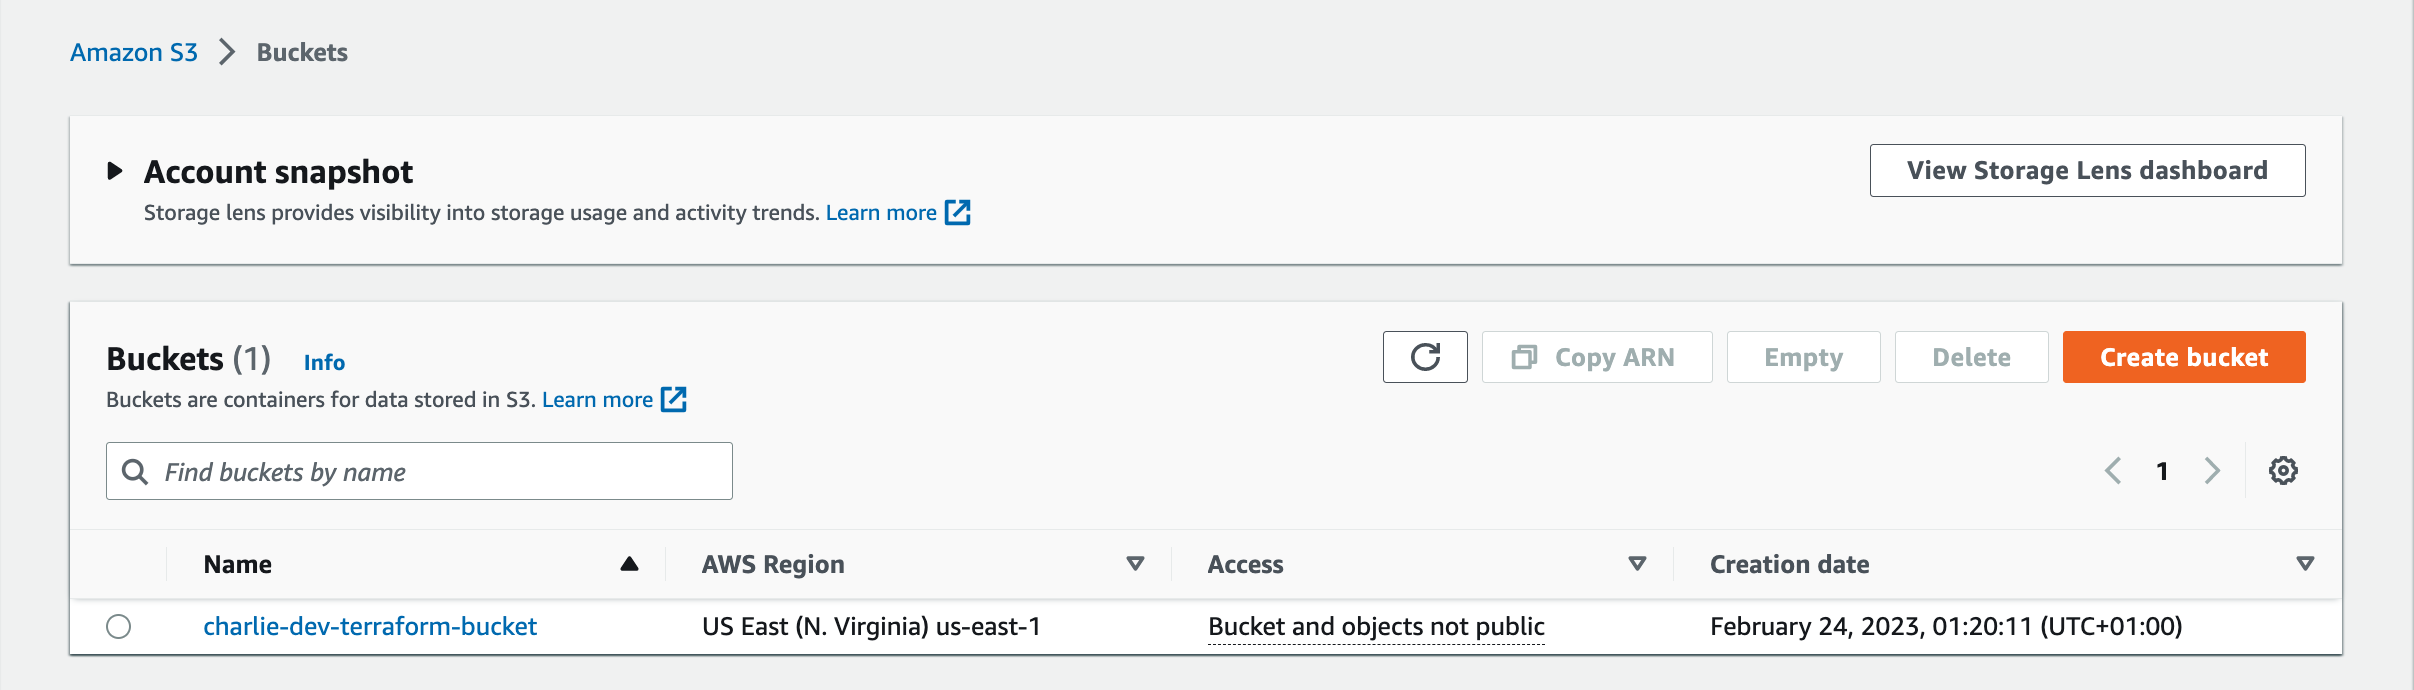 Amazon S3 Buckets
Account snapshot
View Storage Lens dashboard
Storage lens provides visibility into storage usage and activity trends. Learn more
Buckets (1) Info
Copy ARN Empty Delete Create bucket
Buckets are containers for data stored in S3. Learn more
Find buckets by name
1
Name AWS Region Access Creation date
charlie-dev-terraform-bucket US East (N. Virginia) us-east-1 Bucket and objects not public February 24, 2023, 01:20:11 (UTC+01:00)